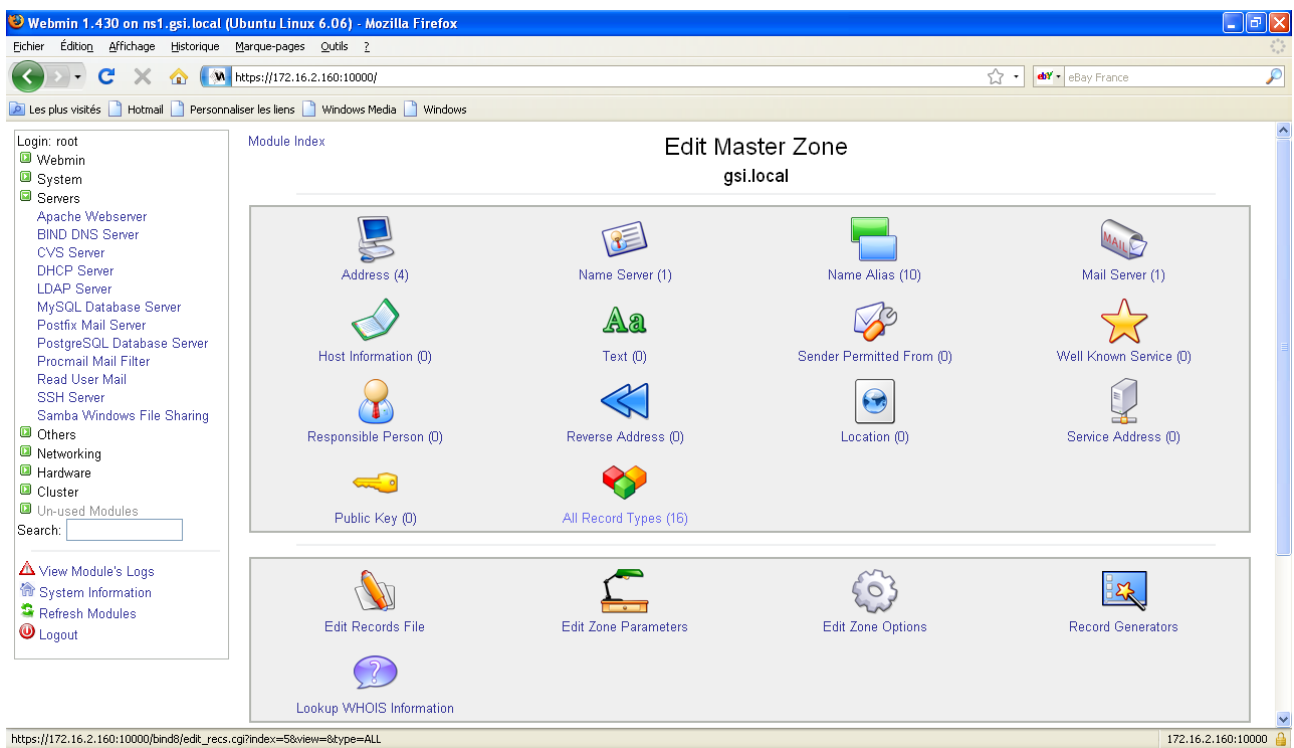 Webmin 1.430 on ns1.gsi.local (Ubuntu Linux 6.06) - Mozilla Firefox
Fichier Édition Affichage Historique Marque-pages Outils ?
https://172.16.2.160:10000/
eBay France
Les plus visités Hotmail Personnaliser les liens Windows Media Windows
Login: root
Webmin
System
Servers
Apache Webserver
BIND DNS Server
CVS Server
DHCP Server
LDAP Server
MySQL Database Server
Postfix Mail Server
PostgreSQL Database Server
Procmail Mail Filter
Read User Mail
SSH Server
Samba Windows File Sharing
Others
Networking
Hardware
Cluster
Un-used Modules
Search:
View Module's Logs
System Information
Refresh Modules
Logout
Module Index
Edit Master Zone
gsi.local
MAIL
Address (4) Name Server (1) Name Alias (10) Mail Server (1)
Aa
Host Information (0) Text (0) Sender Permitted From (0) Well Known Service (0)
Responsible Person (0) Reverse Address (0) Location (0) Service Address (0)
Public Key (0) All Record Types (16)
Edit Records File Edit Zone Parameters Edit Zone Options Record Generators
?
Lookup WHOIS Information
https://172.16.2.160:10000/bind8/edit_recs.cgi?index=5&view=&type=ALL
172.16.2.160:10000